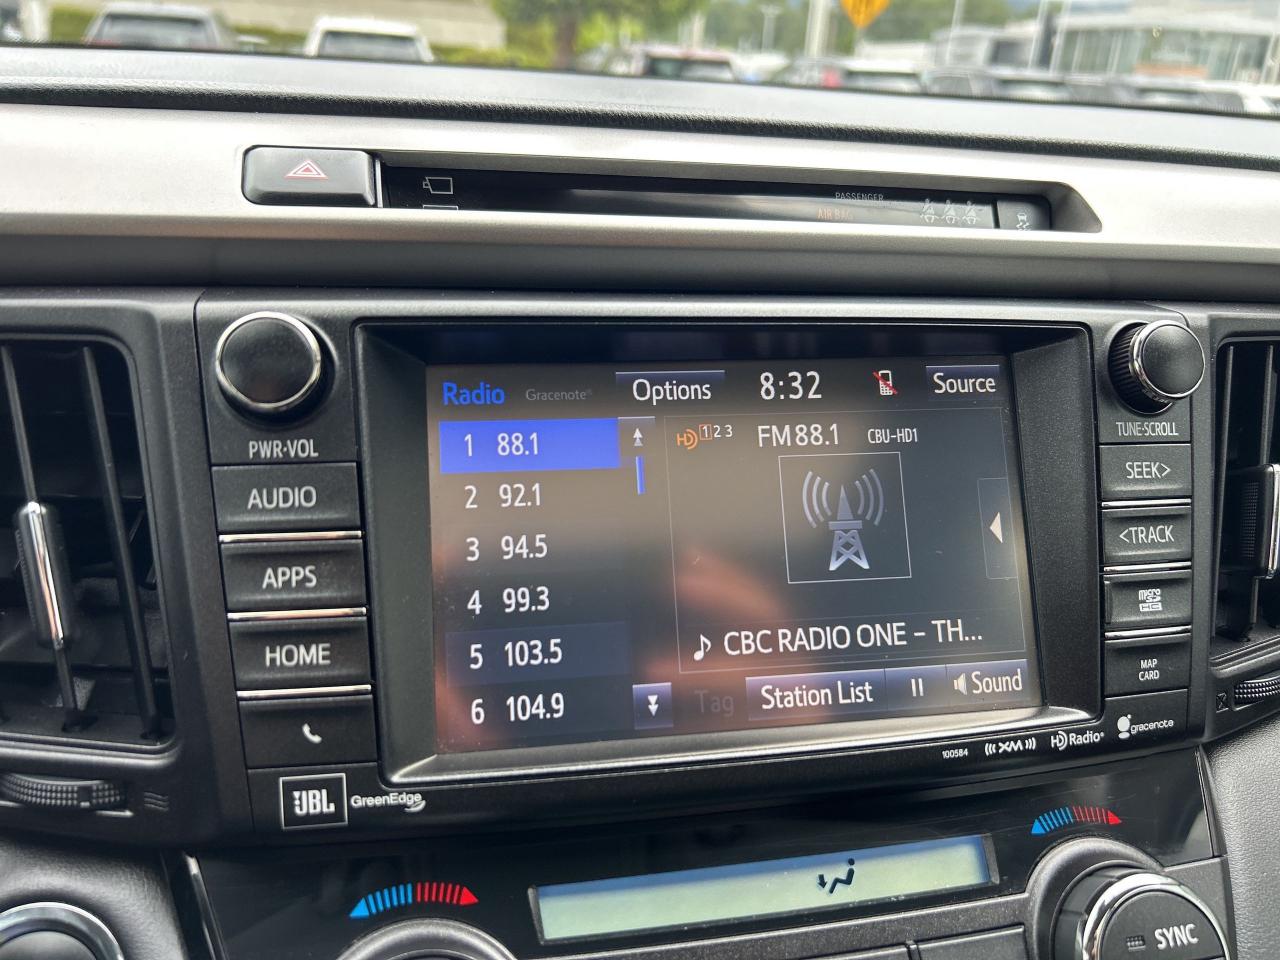 PASSENGER
AIR BAG
PWR·VOL
AUDIO
APPS
HOME
Radio Gracenote® Options 8:32 Source
1 88.1
2 92.1
3 94.5
4 99.3
5 103.5
6 104.9
HD 1 2 3 FM 88.1 CBU-HD1
CBC RADIO ONE - TH...
Tag Station List Sound
TUNE·SCROLL
SEEK>
<TRACK
micro SD HC
MAP
CARD
JBL GreenEdge
100584 ((( XM ))) HD Radio® gracenote
SYNC